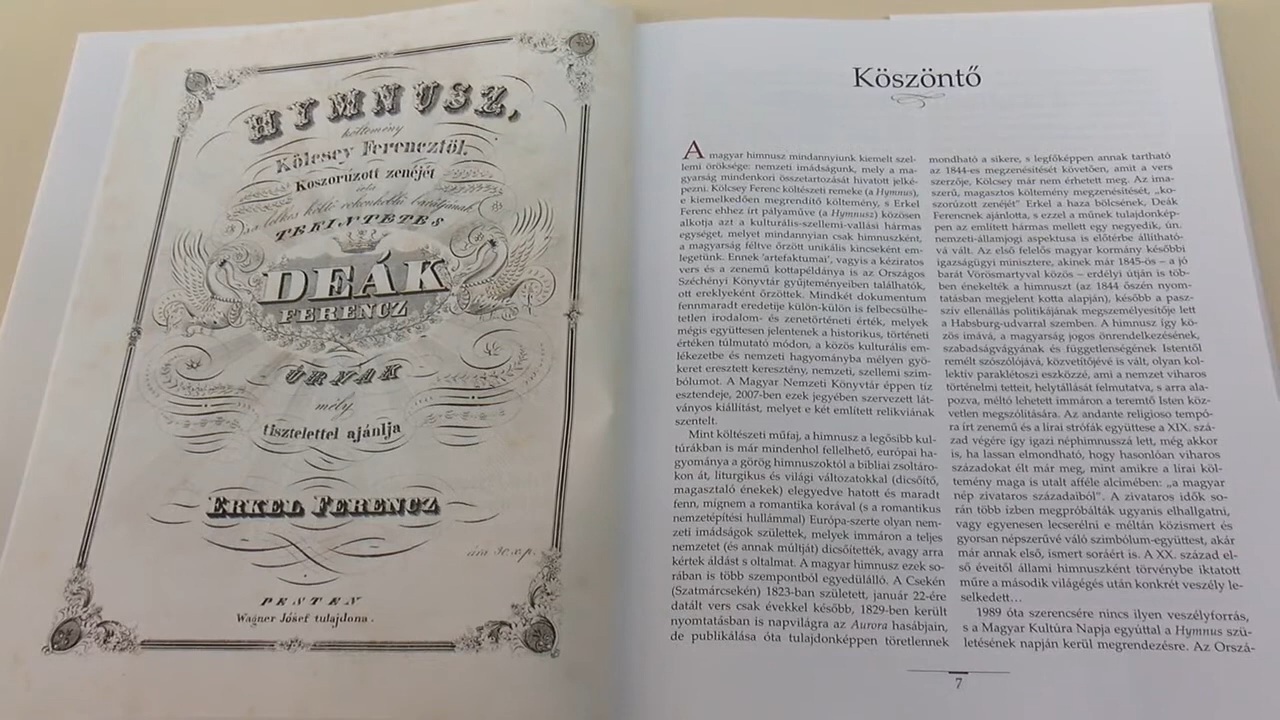 HYMNUSZ,
költemény
Kölcsey Ferencztöl,
Koszorúzott zenéjét
lelkes költö rokonkeblü barátjának
TEKINTETES
DEÁK
FERENCZ
ÚRNAK
mély
tisztelettel ajánlja
ERKEL FERENCZ
ára 30. x. p.
PESTEN
Wagner Jósef tulajdona.
Köszöntő
A magyar himnusz mindannyiunk kiemelt szel-
lemi öröksége: nemzeti imádságunk, mely a ma-
gyarság mindenkori összetartozását hivatott jelké-
pezni. Kölcsey Ferenc költészeti remeke (a Hymnus),
e kiemelkedően megrendítő költemény, s Erkel
Ferenc ehhez írt pályaműve (a Hymnusz) közösen
alkotja azt a kulturális-szellemi-vallási hármas
egységet, melyet mindannyian csak himnuszként,
a magyarság féltve őrzött unikális kincseként em-
legetünk. Ennek 'artefaktumai', vagyis a kéziratos
vers és a zenemű kottapéldánya is az Országos
Széchényi Könyvtár gyűjteményeiben találhatók,
ott ereklyeként őrzöttek. Mindkét dokumentum
fennmaradt eredetije külön-külön is felbecsülhe-
tetlen irodalom- és zenetörténeti érték, melyek
mégis együttesen jelentenek a historikus, történeti
értéken túlmutató módon, a közös kulturális em-
lékezetbe és nemzeti hagyományba mélyen gyö-
keret eresztett keresztény, nemzeti, szellemi szim-
bólumot. A Magyar Nemzeti Könyvtár éppen tíz
esztendeje, 2007-ben ezek jegyében szervezett lát-
ványos kiállítást, melyet e két említett relikviának
szentelt.
Mint költészeti műfaj, a himnusz a legősibb kul-
túrákban is már mindenhol fellelhető, európai ha-
gyománya a görög himnuszoktól a bibliai zsoltáro-
kon át, liturgikus és világi változatokkal (dicsőítő,
magasztaló énekek) elegyedve hatott és maradt
fenn, mígnem a romantika korával (s a romantikus
nemzetépítési hullámmal) Európa-szerte olyan nem-
zeti imádságok születtek, melyek immáron a teljes
nemzetet (és annak múltját) dicsőítették, avagy arra
kértek áldást s oltalmat. A magyar himnusz ezek so-
rában is több szempontból egyedülálló. A Csekén
(Szatmárcsekén) 1823-ban született, január 22-ére
datált vers csak évekkel később, 1829-ben került
nyomtatásban is napvilágra az Aurora hasábjain,
de publikálása óta tulajdonképpen töretlennek
mondható a sikere, s legfőképpen annak tartható
az 1844-es megzenésítését követően, amit a vers
szerzője, Kölcsey már nem érhetett meg. Az ima-
szerű, magasztos költemény megzenésítését, „ko-
szorúzott zenéjét” Erkel a haza bölcsének, Deák
Ferencnek ajánlotta, s ezzel a műnek tulajdonkép-
pen az említett hármas mellett egy negyedik, ún.
nemzeti-államjogi aspektusa is előtérbe állítható-
vá vált. Az első felelős magyar kormány későbbi
igazságügyi minisztere, akinek már 1845-ös – a jó
barát Vörösmartyval közös – erdélyi útján is töb-
ben énekelték a himnuszt (az 1844 őszén nyom-
tatásban megjelent kotta alapján), később a pasz-
szív ellenállás politikájának megszemélyesítője lett
a Habsburg-udvarral szemben. A himnusz így kö-
zös imává, a magyarság jogos önrendelkezésének,
szabadságvágyának és függetlenségének Istentől
remélt szószólójává, közvetítőjévé is vált, olyan kol-
lektív paraklétoszi eszközzé, ami a nemzet viharos
történelmi tetteit, helytállását felmutatva, s arra ala-
pozva, méltó lehetett immáron a teremtő Isten köz-
vetlen megszólítására. Az andante religioso tempó-
ra írt zenemű és a lírai strófák együttese a XIX. szá-
zad végére így igazi néphimnusszá lett, még akkor
is, ha lassan elmondható, hogy hasonlóan viharos
századokat élt már meg, mint amikre a lírai köl-
temény maga is utalt afféle alcímében: „a magyar
nép zivataros századaiból”. A zivataros idők so-
rán több ízben megpróbálták ugyanis elhallgatni,
vagy egyenesen lecserélni e méltán közismert és
gyorsan népszerűvé váló szimbólum-együttest, akár
már annak első, ismert soráért is. A XX. század el-
ső éveitől állami himnuszként törvénybe iktatott
műre a második világégés után konkrét veszély le-
selkedett…
1989 óta szerencsére nincs ilyen veszélyforrás,
s a Magyar Kultúra Napja egyúttal a Hymnus szü-
letésének napján kerül megrendezésre. Az Orszá-
7